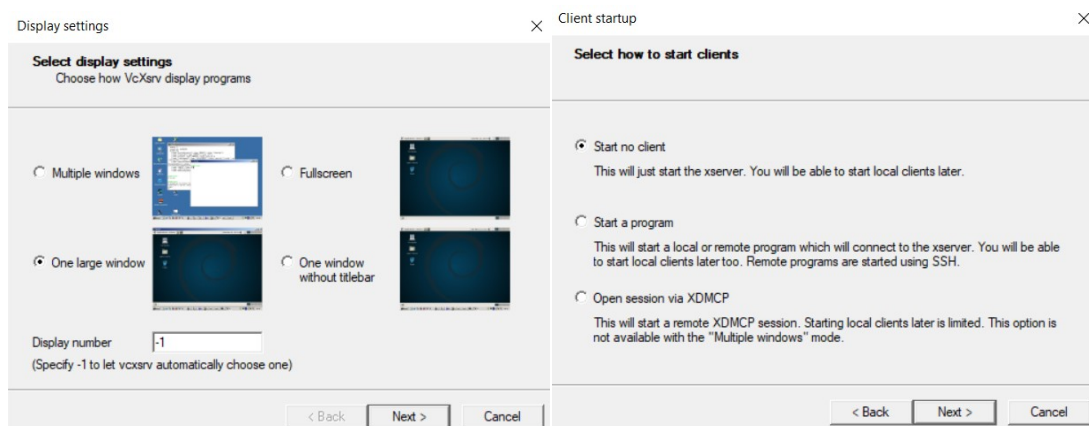 Display settings
Select display settings
Choose how VcXsrv display programs
Multiple windows
Fullscreen
One large window
One window
without titlebar
Display number
-1
(Specify -1 to let vcxsrv automatically choose one)
< Back
Next >
Cancel
Client startup
Select how to start clients
Start no client
This will just start the xserver. You will be able to start local clients later.
Start a program
This will start a local or remote program which will connect to the xserver. You will be able
to start local clients later too. Remote programs are started using SSH.
Open session via XDMCP
This will start a remote XDMCP session. Starting local clients later is limited. This option is
not available with the "Multiple windows" mode.
< Back
Next >
Cancel